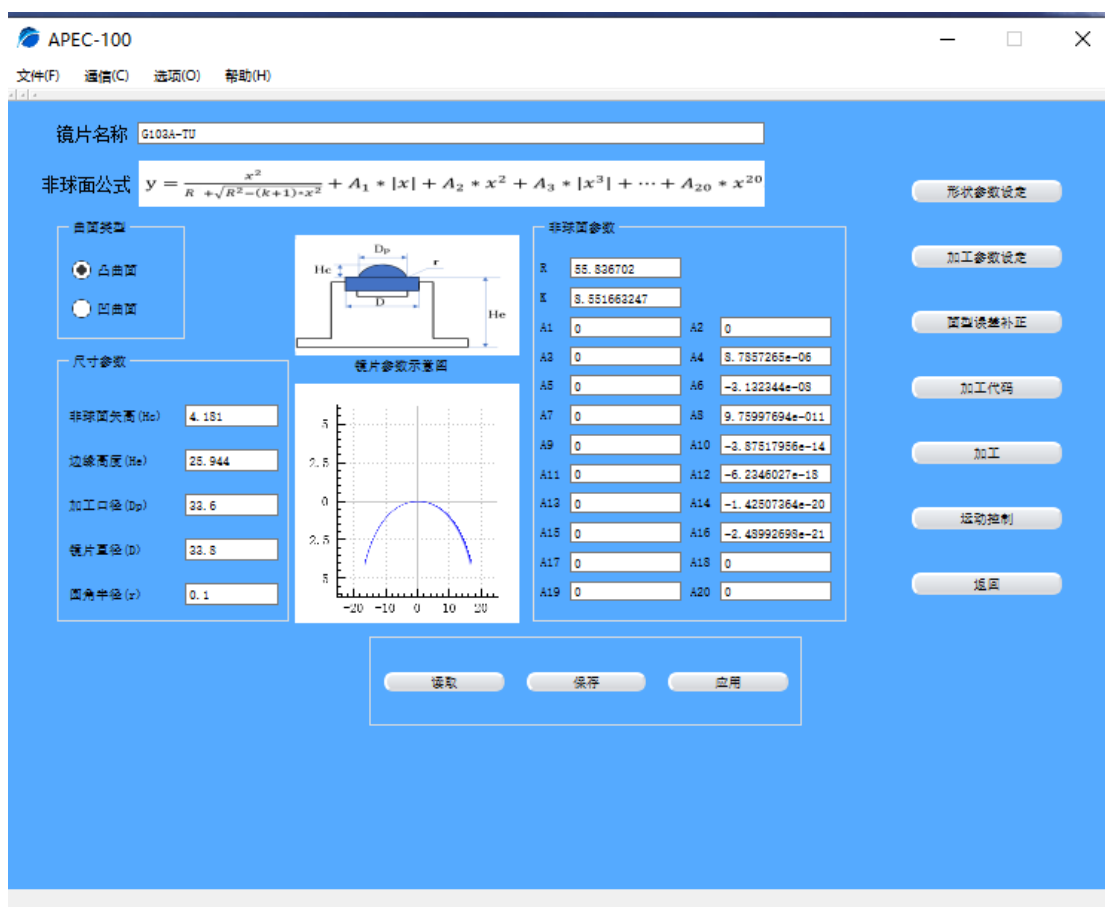 APEC-100
文件(F) 通信(C) 选项(O) 帮助(H)
镜片名称 G103A-TU
非球面公式 y = x² / (R +√(R²−(k+1)*x²)) + A₁ * |x| + A₂ * x² + A₃ * |x³| + ⋯ + A₂₀ * x²⁰
形状参数设定
加工参数设定
面型误差补正
加工代码
加工
运动控制
返回
曲面类型
凸曲面
凹曲面
Dp
Hc
r
D
He
镜片参数示意图
尺寸参数
非球面矢高(Hc) 4.181
边缘高度(He) 25.944
加工口径(Dp) 33.6
镜片直径(D) 33.8
圆角半径(r) 0.1
5
2.5
0
2.5
5
-20 -10 0 10 20
非球面参数
R 55.836702
K 8.551663247
A1 0 A2 0
A3 0 A4 8.7857265e-06
A5 0 A6 -3.132344e-08
A7 0 A8 9.75997694e-011
A9 0 A10 -3.87517956e-14
A11 0 A12 -6.2346027e-18
A13 0 A14 -1.42507364e-20
A15 0 A16 -2.48992698e-21
A17 0 A18 0
A19 0 A20 0
读取 保存 应用